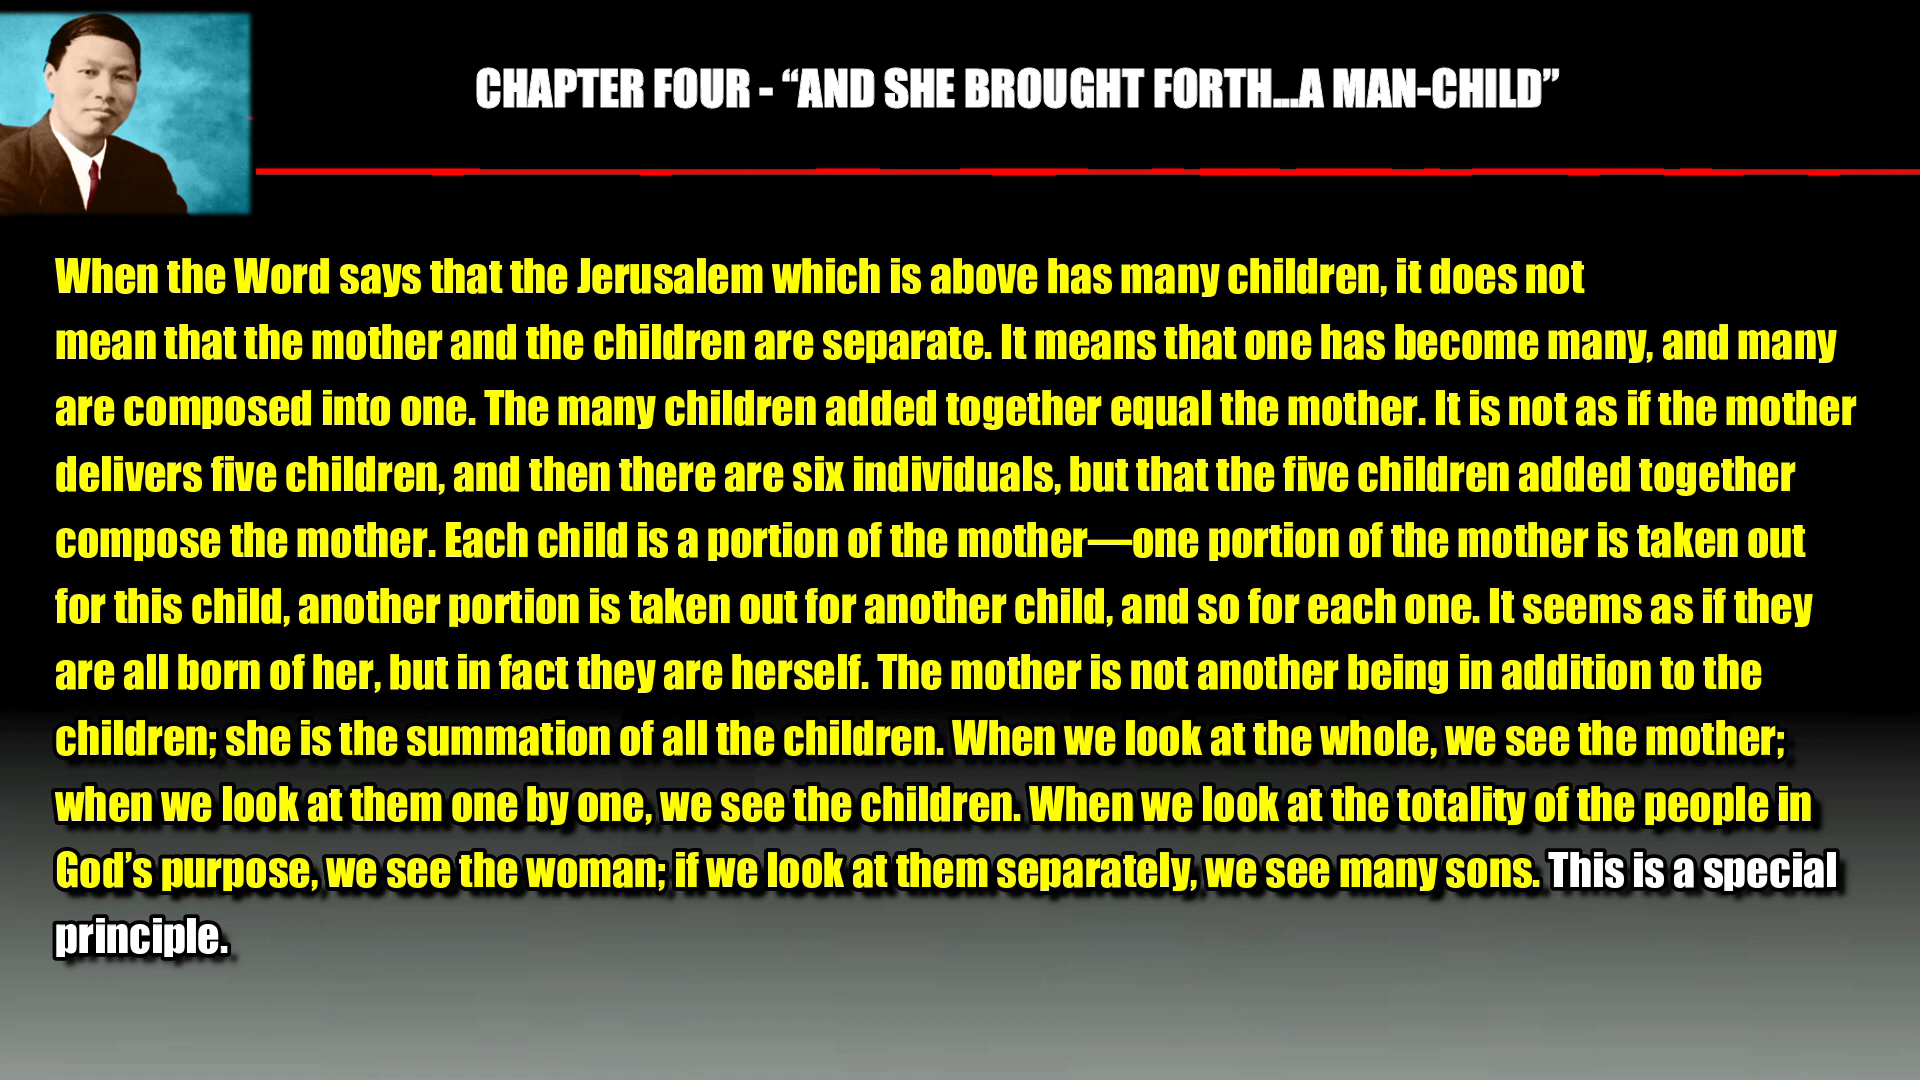 CHAPTER FOUR - “AND SHE BROUGHT FORTH...A MAN-CHILD”
When the Word says that the Jerusalem which is above has many children, it does not
mean that the mother and the children are separate. It means that one has become many, and many
are composed into one. The many children added together equal the mother. It is not as if the mother
delivers five children, and then there are six individuals, but that the five children added together
compose the mother. Each child is a portion of the mother—one portion of the mother is taken out
for this child, another portion is taken out for another child, and so for each one. It seems as if they
are all born of her, but in fact they are herself. The mother is not another being in addition to the
children; she is the summation of all the children. When we look at the whole, we see the mother;
when we look at them one by one, we see the children. When we look at the totality of the people in
God’s purpose, we see the woman; if we look at them separately, we see many sons. This is a special
principle.